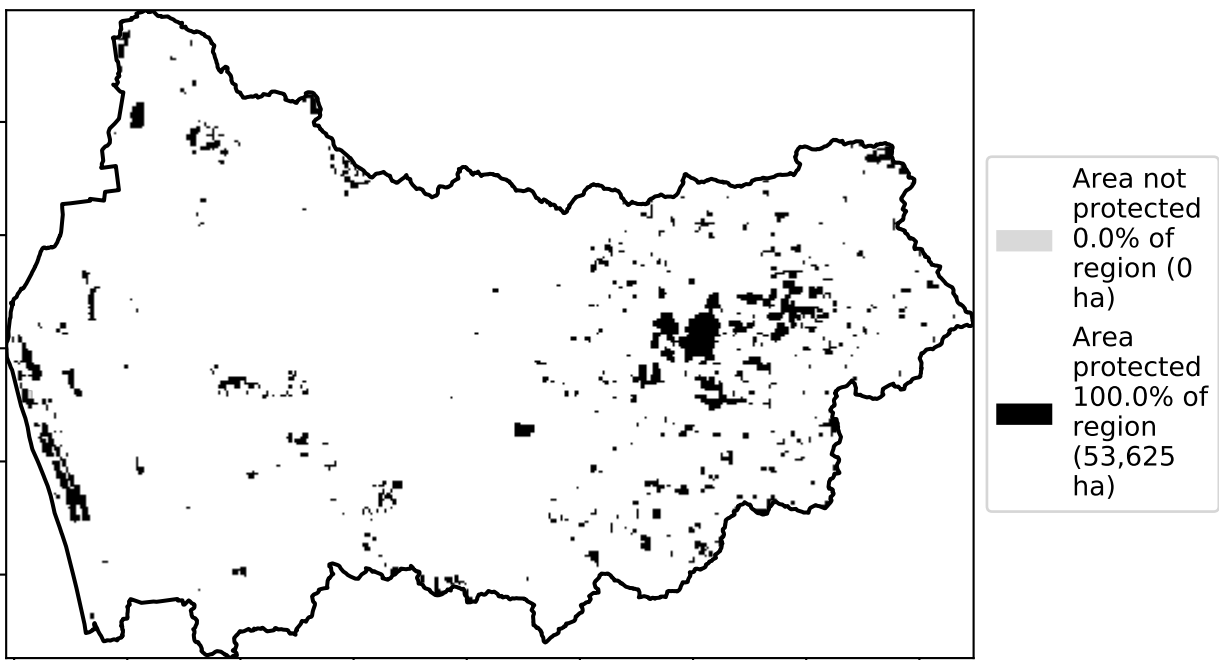 Area not
protected
0.0% of
region (0
ha)
Area
protected
100.0% of
region
(53,625
ha)